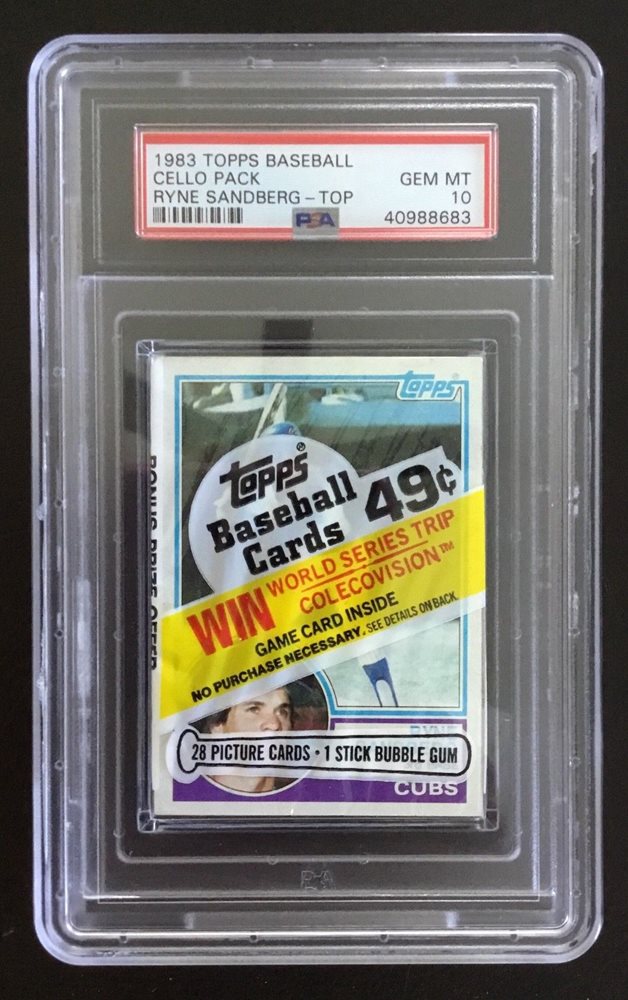 1983 TOPPS BASEBALL
CELLO PACK GEM MT
RYNE SANDBERG - TOP 10
PSA 40988683
TOPPS
TOPPS®
Baseball
Cards 49¢
WIN WORLD SERIES TRIP
COLECOVISION™
GAME CARD INSIDE
NO PURCHASE NECESSARY. SEE DETAILS ON BACK.
BONUS PRIZE OFFER
28 PICTURE CARDS • 1 STICK BUBBLE GUM
RYNE
CUBS
PSA